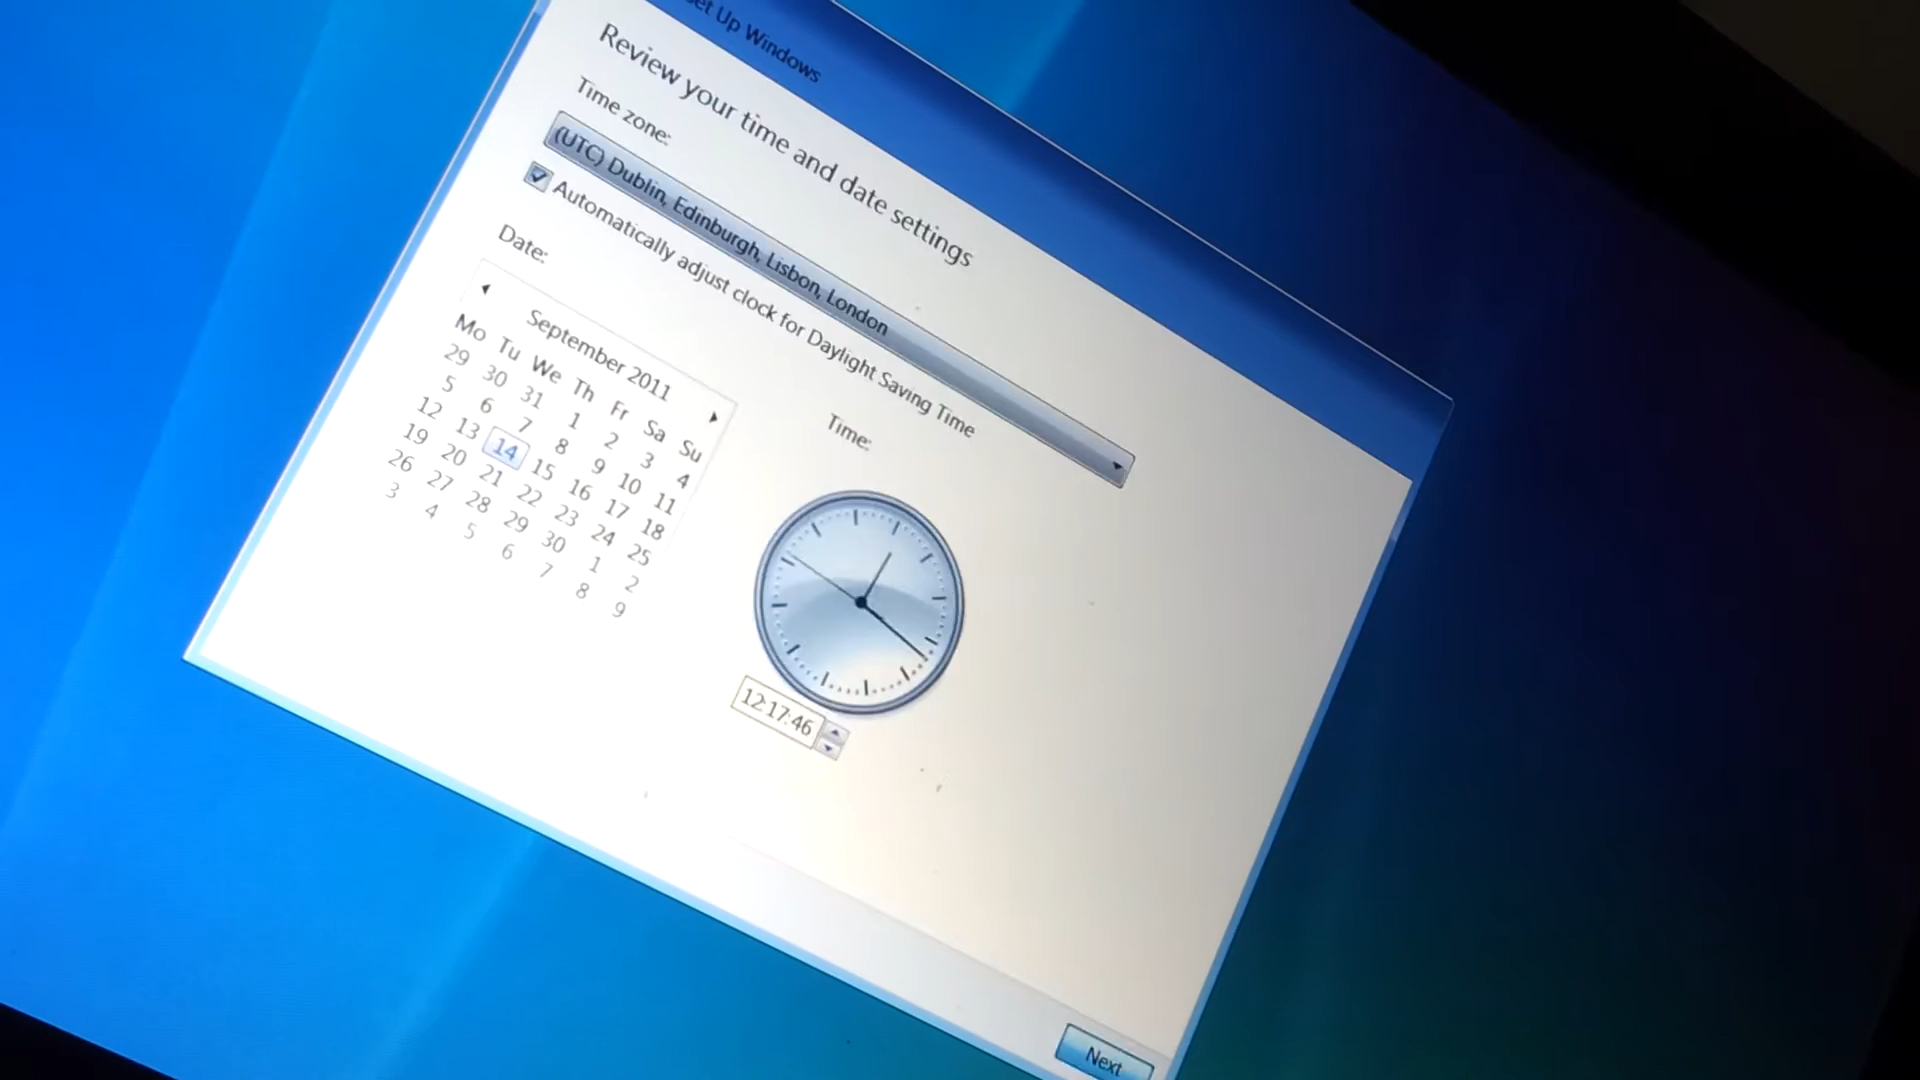 Set Up Windows
Review your time and date settings
Time zone:
(UTC) Dublin, Edinburgh, Lisbon, London
Automatically adjust clock for Daylight Saving Time
Date:
September 2011
Mo Tu We Th Fr Sa Su
29 30 31 1 2 3 4
5 6 7 8 9 10 11
12 13 14 15 16 17 18
19 20 21 22 23 24 25
26 27 28 29 30 1 2
3 4 5 6 7 8 9
Time:
12:17:46
Next